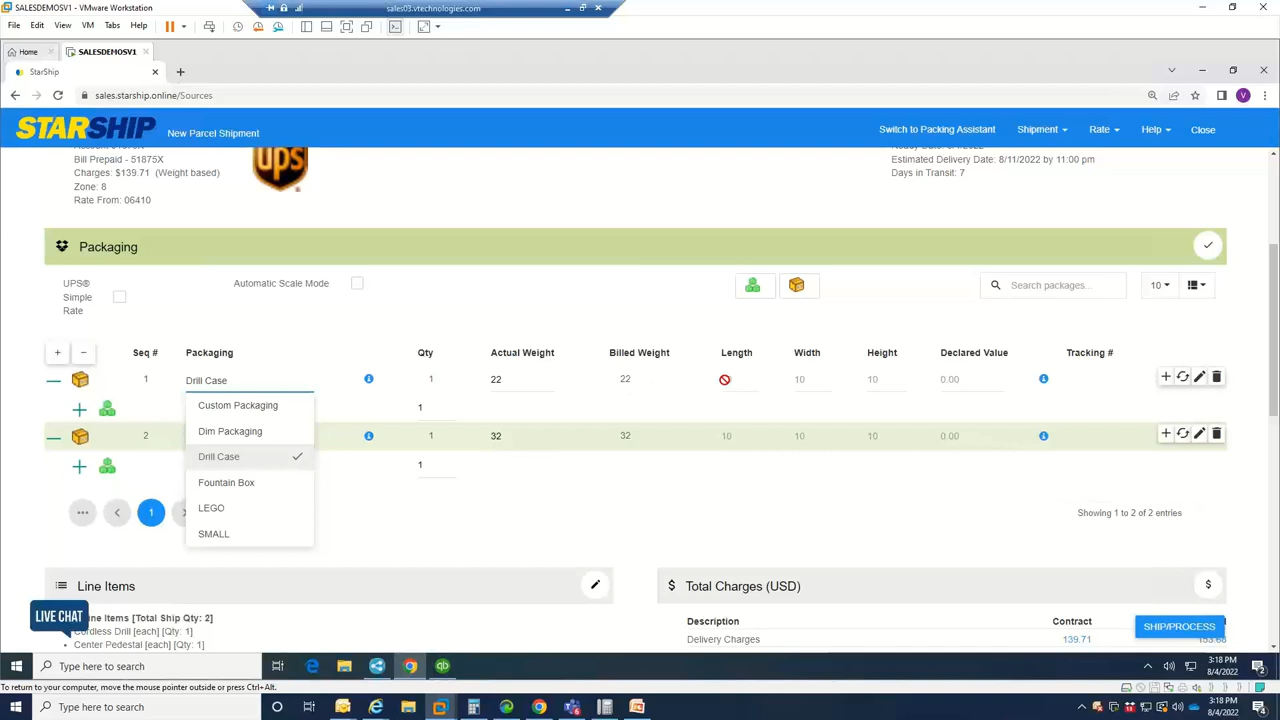 SALESDEMOSV1 - VMware Workstation
sales03.vtechnologies.com
File Edit View VM Tabs Help
Home SALESDEMOSV1
StarShip
sales.starship.online/Sources
V
STARSHIP New Parcel Shipment Switch to Packing Assistant Shipment Rate Help Close
Bill Prepaid - 51875X
Charges: $139.71 (Weight based)
Zone: 8
Rate From: 06410
ups
Estimated Delivery Date: 8/11/2022 by 11:00 pm
Days in Transit: 7
Packaging
UPS® Simple Rate
Automatic Scale Mode
Search packages...
10
+ − Seq # Packaging Qty Actual Weight Billed Weight Length Width Height Declared Value Tracking #
1 Drill Case 1 22 22 10 10 0.00
Custom Packaging
1
Dim Packaging
2 1 32 32 10 10 10 0.00
Drill Case
1
Fountain Box
LEGO
SMALL
1
Showing 1 to 2 of 2 entries
Line Items
$ Total Charges (USD) $
LIVE CHAT
Line Items [Total Ship Qty: 2]
Cordless Drill [each] [Qty: 1]
Center Pedestal [each] [Qty: 1]
Description Contract
Delivery Charges 139.71
SHIP/PROCESS
Type here to search
3:18 PM
8/4/2022
2
To return to your computer, move the mouse pointer outside or press Ctrl+Alt.
Type here to search
3:18 PM
8/4/2022
4